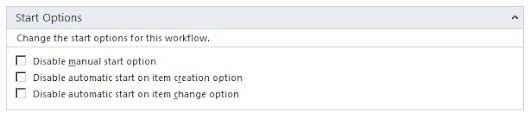 Start Options
Change the start options for this workflow.
Disable manual start option
Disable automatic start on item creation option
Disable automatic start on item change option